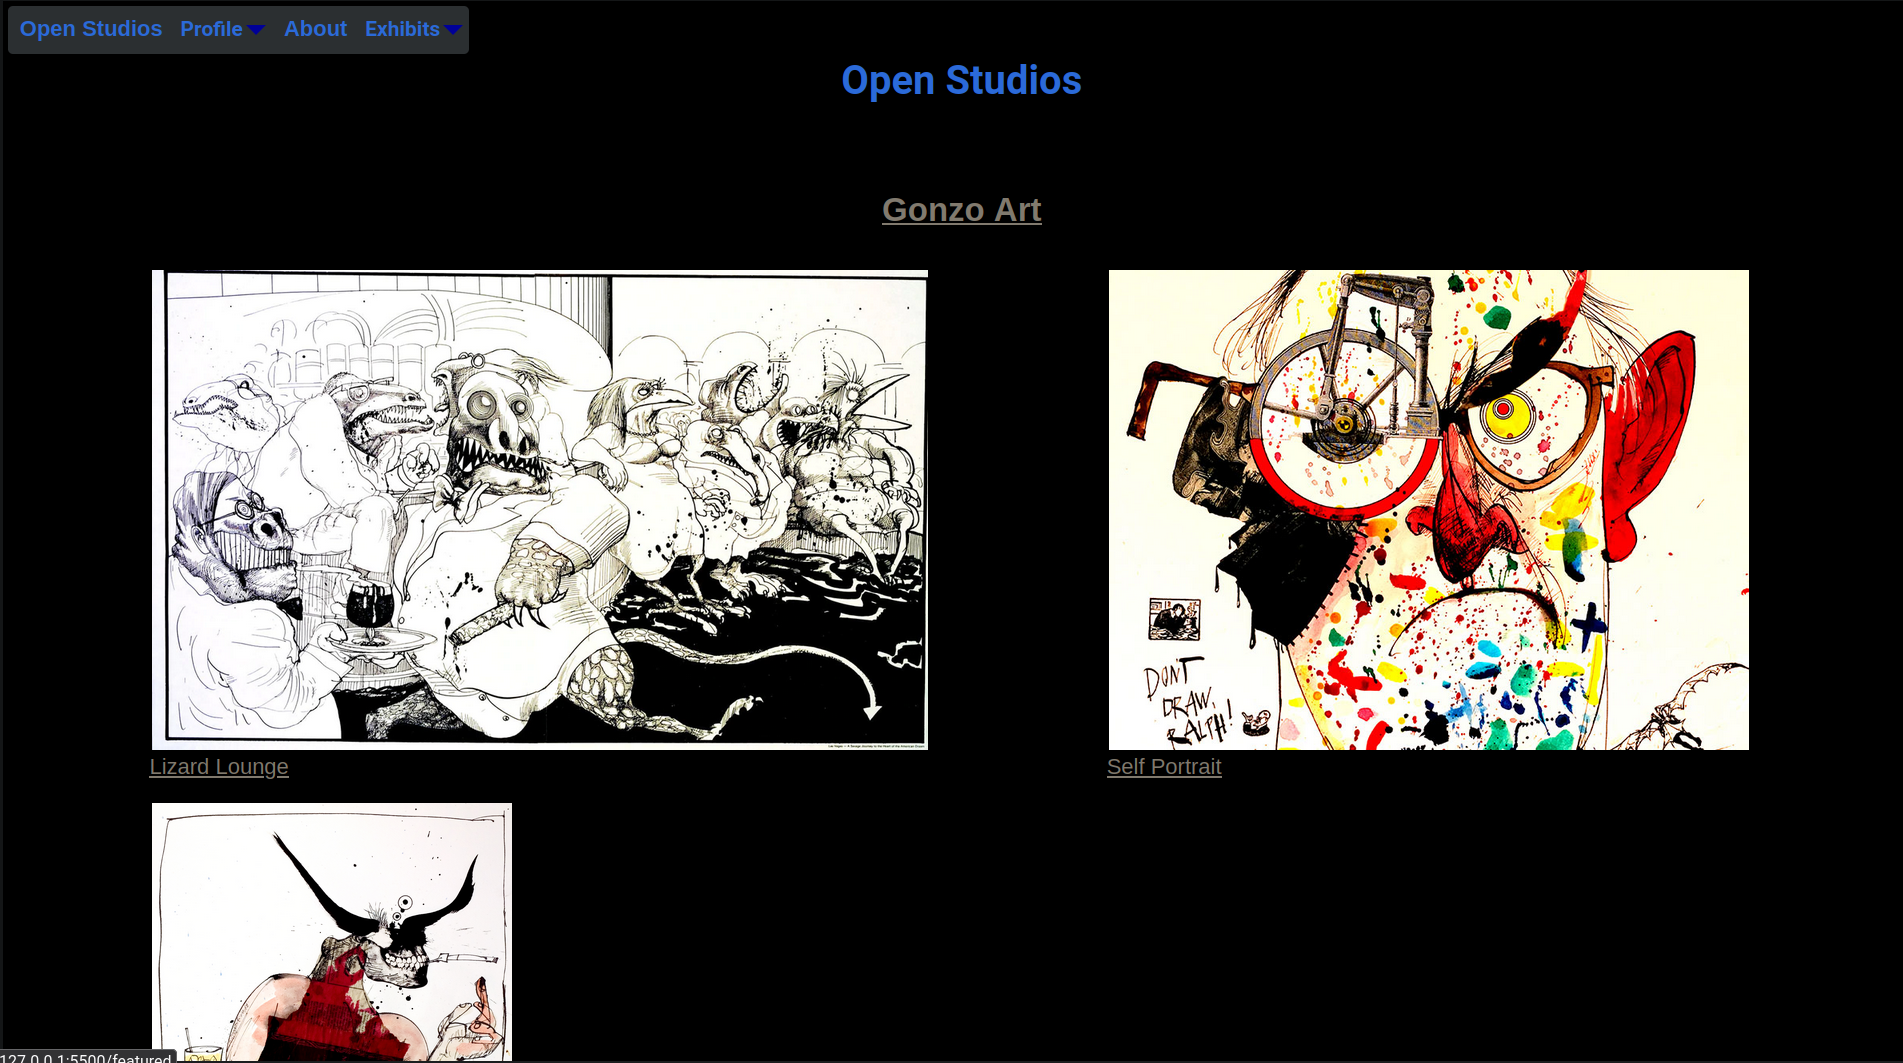 Open Studios Profile About Exhibits
Open Studios
Gonzo Art
DON'T
DRAW,
RALPH!
Lizard Lounge
Self Portrait
127.0.0.1:5500/featured